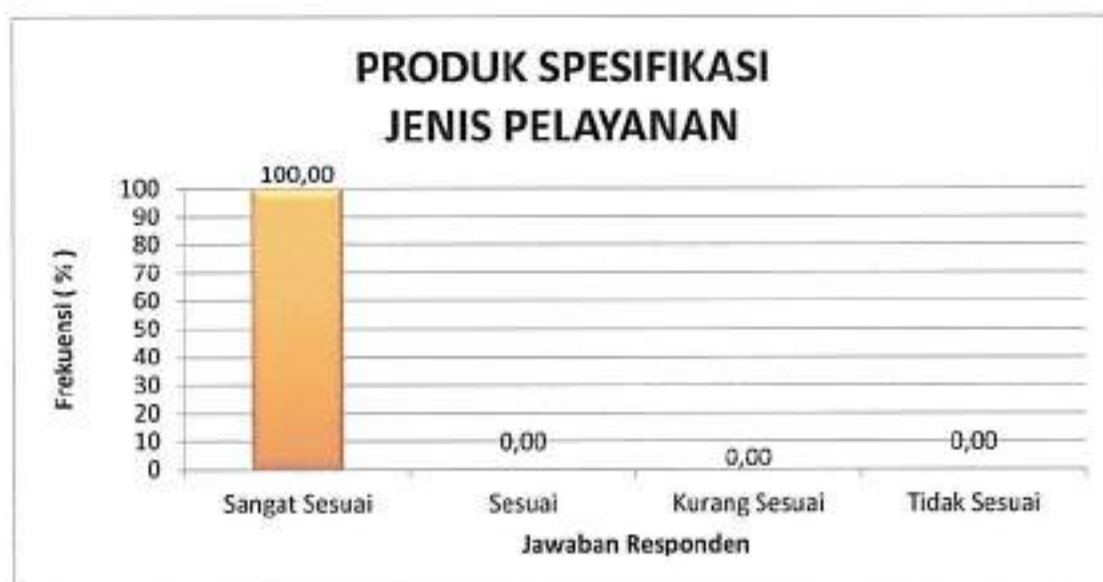 PRODUK SPESIFIKASI
JENIS PELAYANAN
100,00
100
90
80
70
60
50
40
30
20
10
0
Frekuensi ( % )
0,00
0,00
0,00
Sangat Sesuai
Sesuai
Kurang Sesuai
Tidak Sesuai
Jawaban Responden